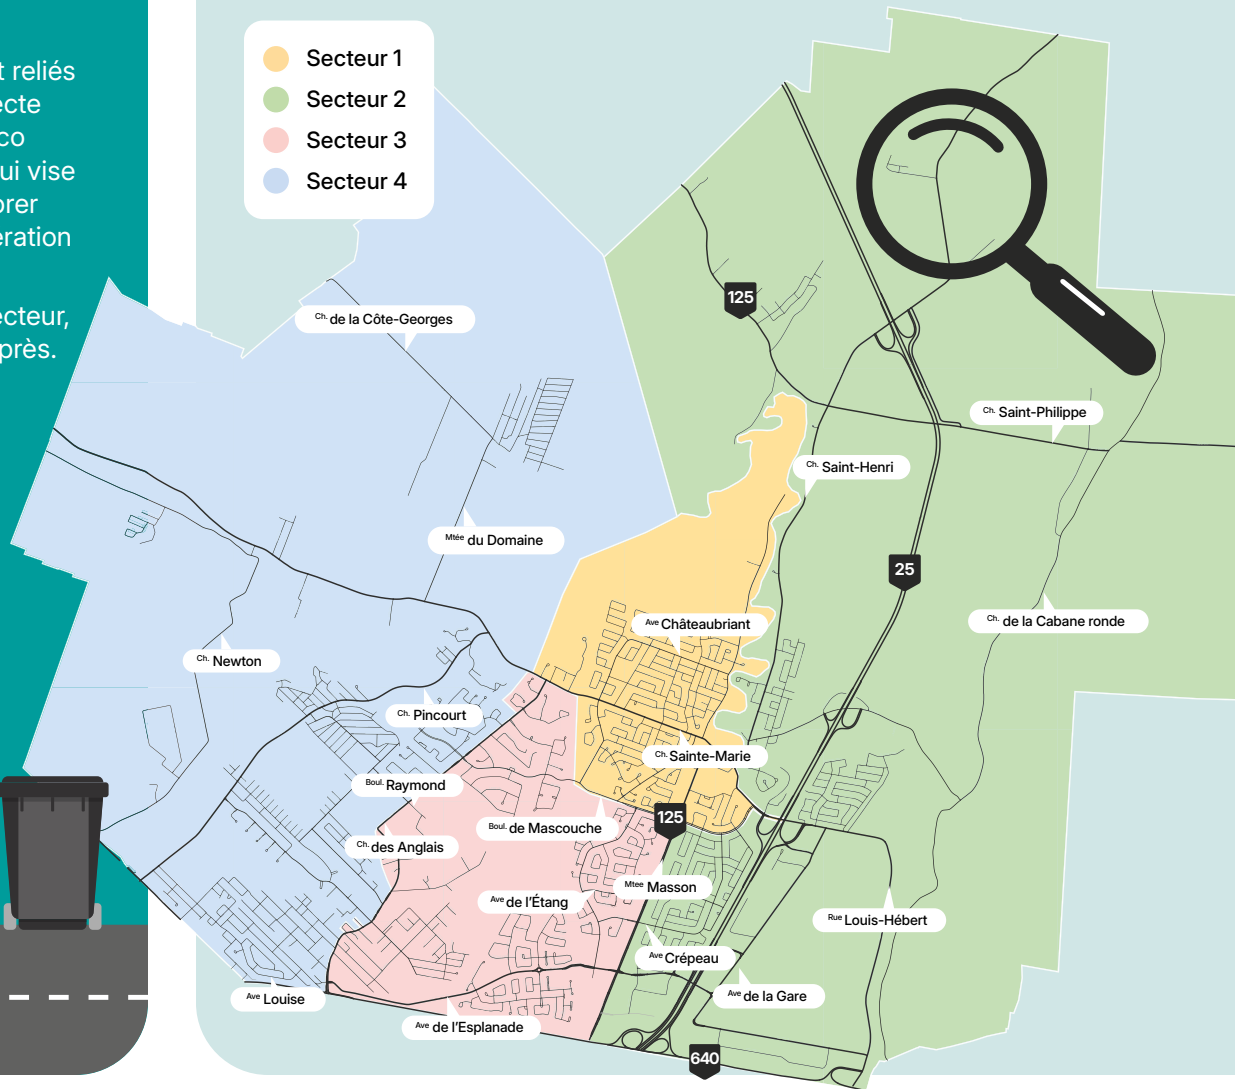 t reliés
ecte
co
ui vise
orer
ération
ecteur,
près.
Secteur 1
Secteur 2
Secteur 3
Secteur 4
Ch. de la Côte-Georges
125
Ch. Saint-Philippe
Ch. Saint-Henri
Mtée du Domaine
25
Ave Châteaubriant
Ch. de la Cabane ronde
Ch. Newton
Ch. Pincourt
Ch. Sainte-Marie
Boul. Raymond
125
Boul. de Mascouche
Ch. des Anglais
Mtee Masson
Ave de l'Étang
Rue Louis-Hébert
Ave Crépeau
Ave Louise
Ave de la Gare
Ave de l'Esplanade
640